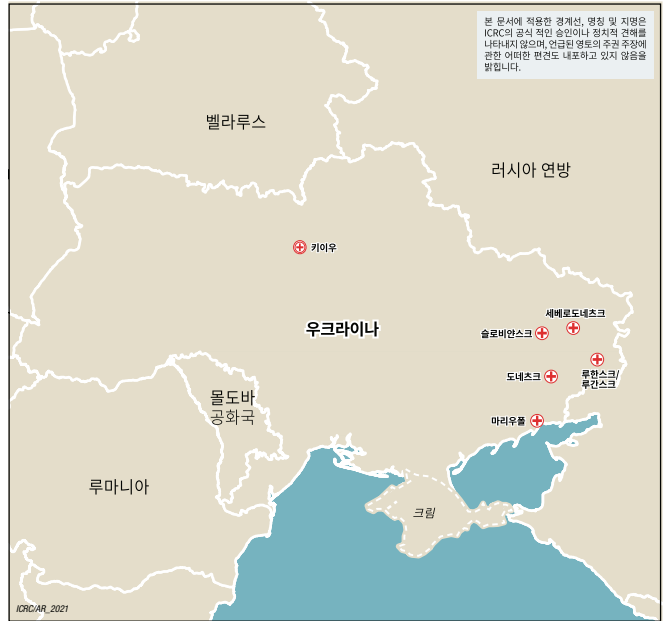 본 문서에 적용한 경계선, 명칭 및 지명은
ICRC의 공식 적인 승인이나 정치적 견해를
나타내지 않으며, 언급된 영토의 주권 주장에
관한 어떠한 편견도 내포하고 있지 않음을
밝힙니다.
벨라루스
러시아 연방
키이우
세베로도네츠크
우크라이나
슬로비얀스크
루한스크/
루간스크
도네츠크
몰도바
공화국
마리우폴
루마니아
크림
ICRC/AR_2021